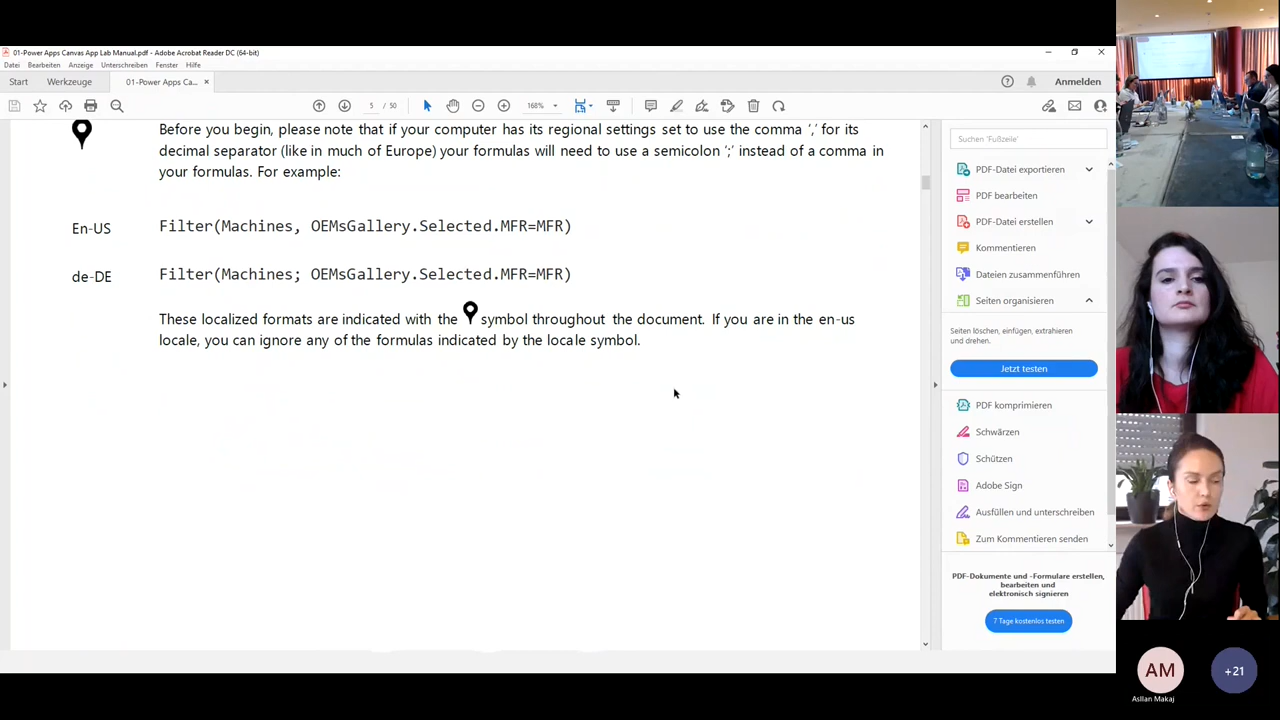 01-Power Apps Canvas App Lab Manual.pdf - Adobe Acrobat Reader DC (64-bit)
Datei Bearbeiten Anzeige Unterschreiben Fenster Hilfe
Start Werkzeuge 01-Power Apps Ca... × Anmelden
5 / 50 168%
Before you begin, please note that if your computer has its regional settings set to use the comma ',' for its
decimal separator (like in much of Europe) your formulas will need to use a semicolon ';' instead of a comma in
your formulas. For example:
En-US Filter(Machines, OEMsGallery.Selected.MFR=MFR)
de-DE Filter(Machines; OEMsGallery.Selected.MFR=MFR)
These localized formats are indicated with the symbol throughout the document. If you are in the en-us
locale, you can ignore any of the formulas indicated by the locale symbol.
Suchen 'Fußzeile'
PDF-Datei exportieren
PDF bearbeiten
PDF-Datei erstellen
Kommentieren
Dateien zusammenführen
Seiten organisieren
Seiten löschen, einfügen, extrahieren
und drehen.
Jetzt testen
PDF komprimieren
Schwärzen
Schützen
Adobe Sign
Ausfüllen und unterschreiben
Zum Kommentieren senden
PDF-Dokumente und -Formulare erstellen,
bearbeiten und
elektronisch signieren
7 Tage kostenlos testen
AM +21
Asllan Makaj